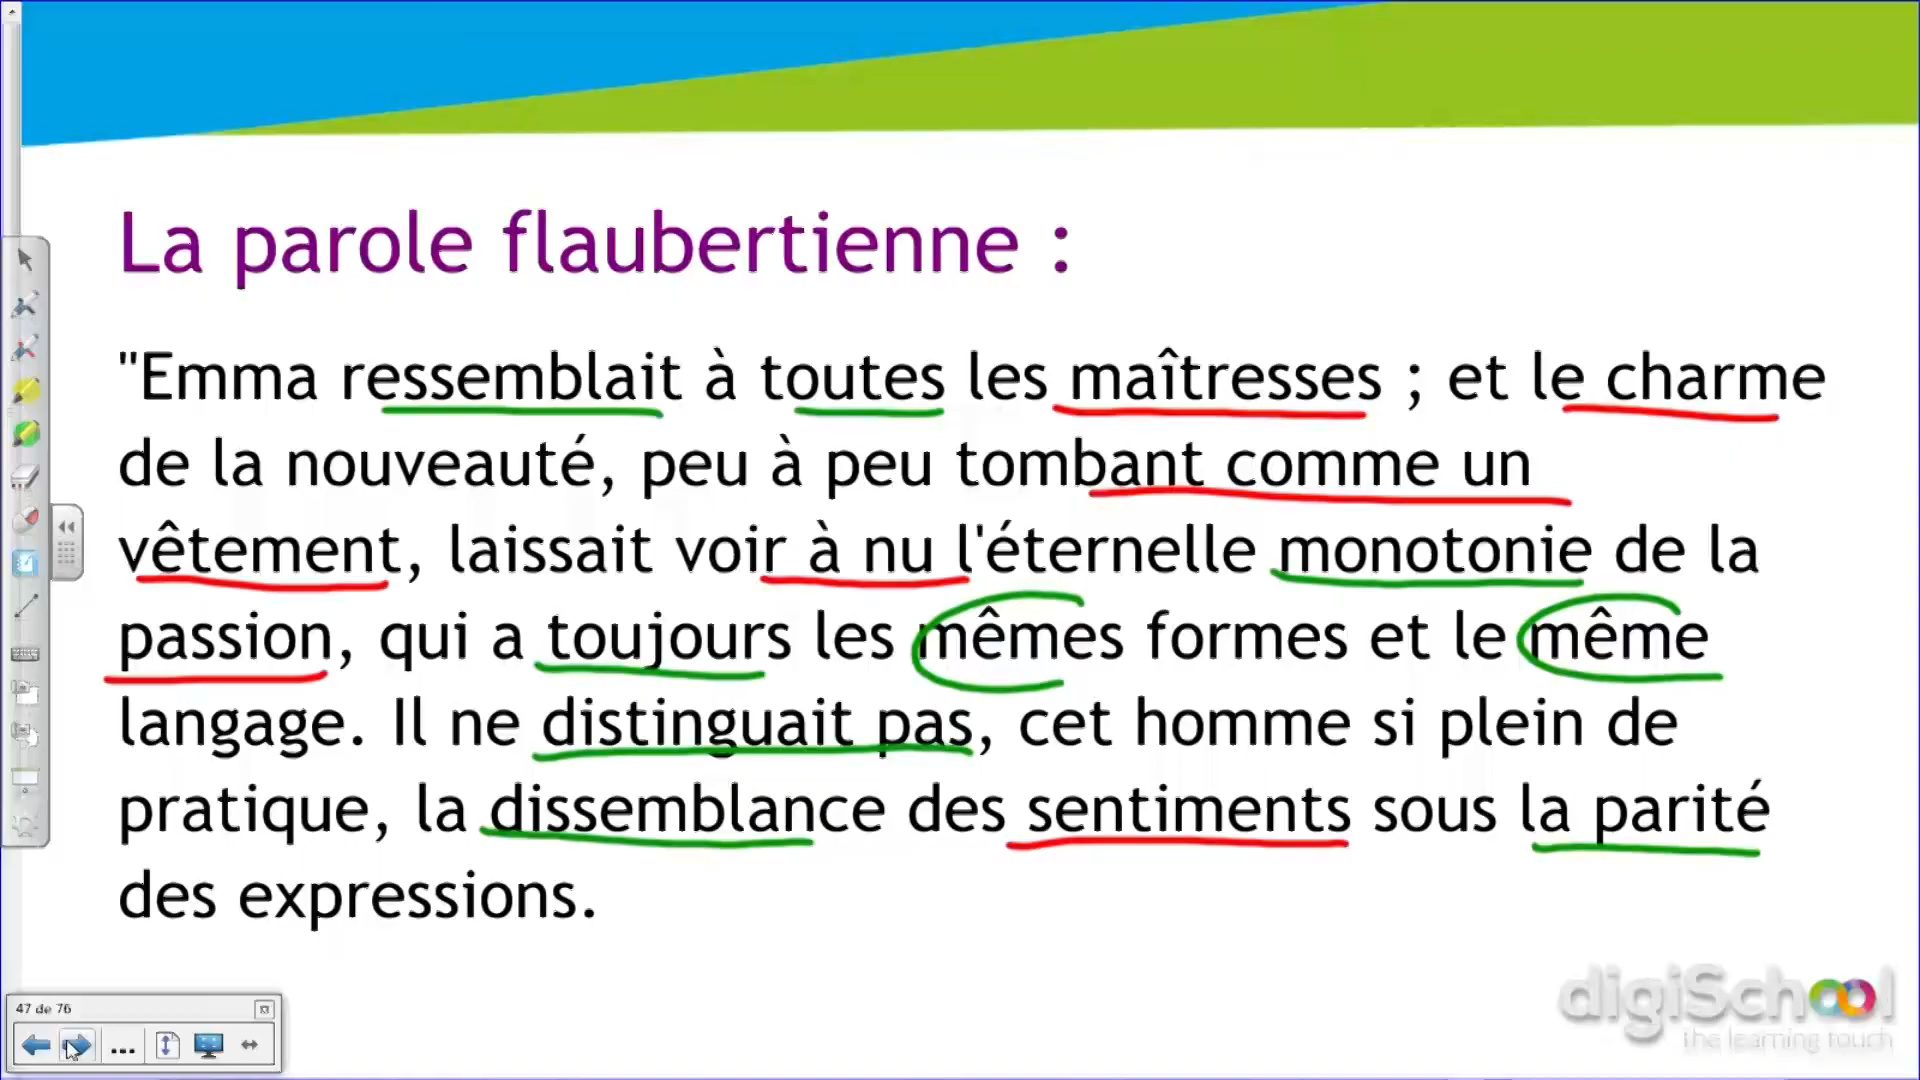 La parole flaubertienne :
"Emma ressemblait à toutes les maîtresses ; et le charme
de la nouveauté, peu à peu tombant comme un
vêtement, laissait voir à nu l'éternelle monotonie de la
passion, qui a toujours les mêmes formes et le même
langage. Il ne distinguait pas, cet homme si plein de
pratique, la dissemblance des sentiments sous la parité
des expressions.
47 de 76
digiSchool
the learning touch